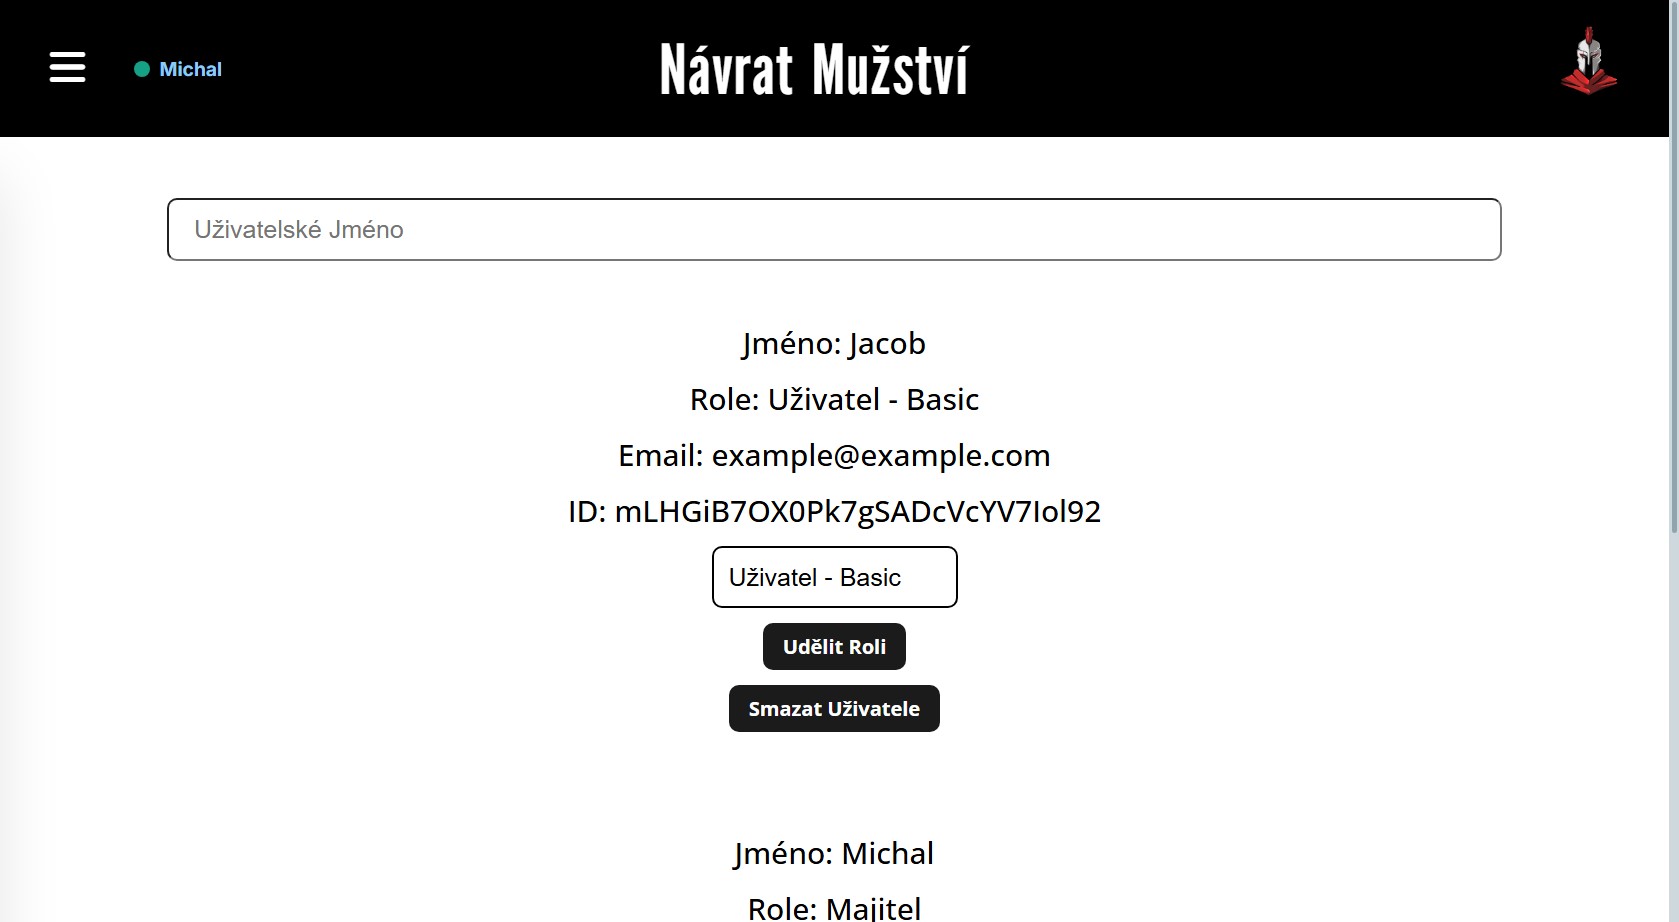 Michal
Návrat Mužství
Uživatelské Jméno
Jméno: Jacob
Role: Uživatel - Basic
Email: example@example.com
ID: mLHGiB7OX0Pk7gSADcVcYV7Iol92
Uživatel - Basic
Udělit Roli
Smazat Uživatele
Jméno: Michal
Role: Majitel